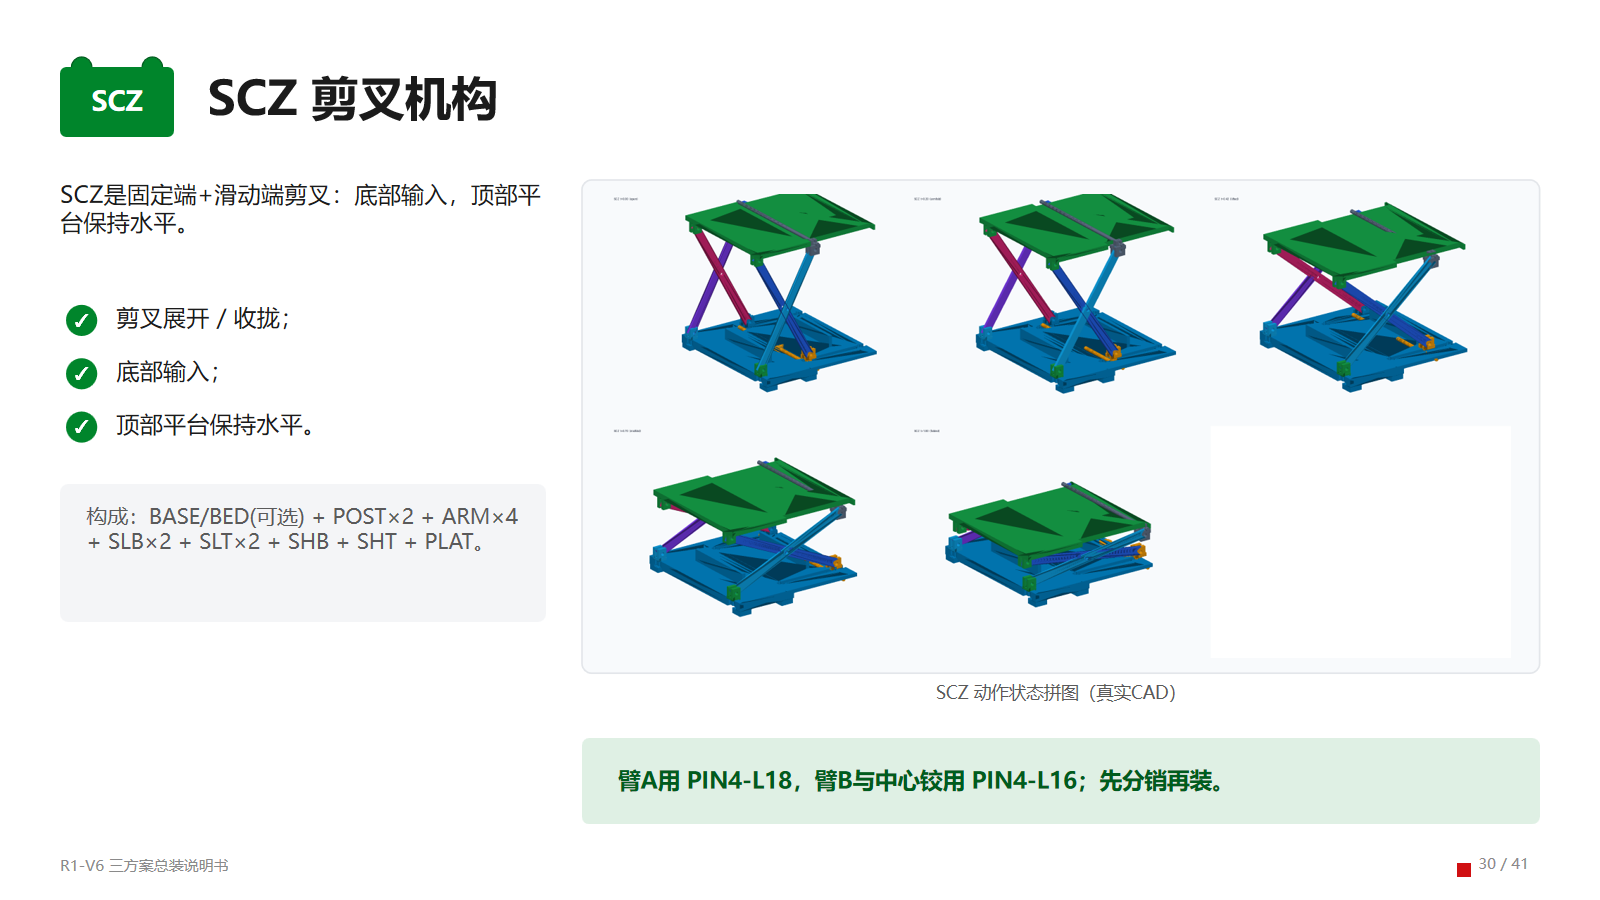 SCZ
SCZ 剪叉机构
SCZ是固定端+滑动端剪叉：底部输入，顶部平
台保持水平。
剪叉展开 / 收拢；
底部输入；
顶部平台保持水平。
构成：BASE/BED(可选) + POST×2 + ARM×4
+ SLB×2 + SLT×2 + SHB + SHT + PLAT。
SCZ 动作状态拼图（真实CAD）
臂A用 PIN4-L18，臂B与中心铰用 PIN4-L16；先分销再装。
R1-V6 三方案总装说明书
30 / 41